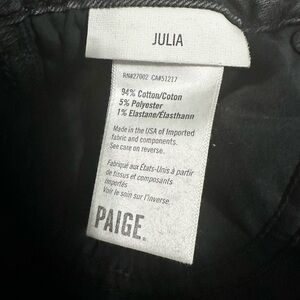 JULIA
RN#27002 CA#51217
94% Cotton/Coton
5% Polyester
1% Elastane/Elasthann
Made in the USA of Imported
fabric and components.
See care on reverse.
Fabriqué aux États-Unis à partir
de tissus et composants
importés
Voir le soin sur l'inverse.
PAIGE.